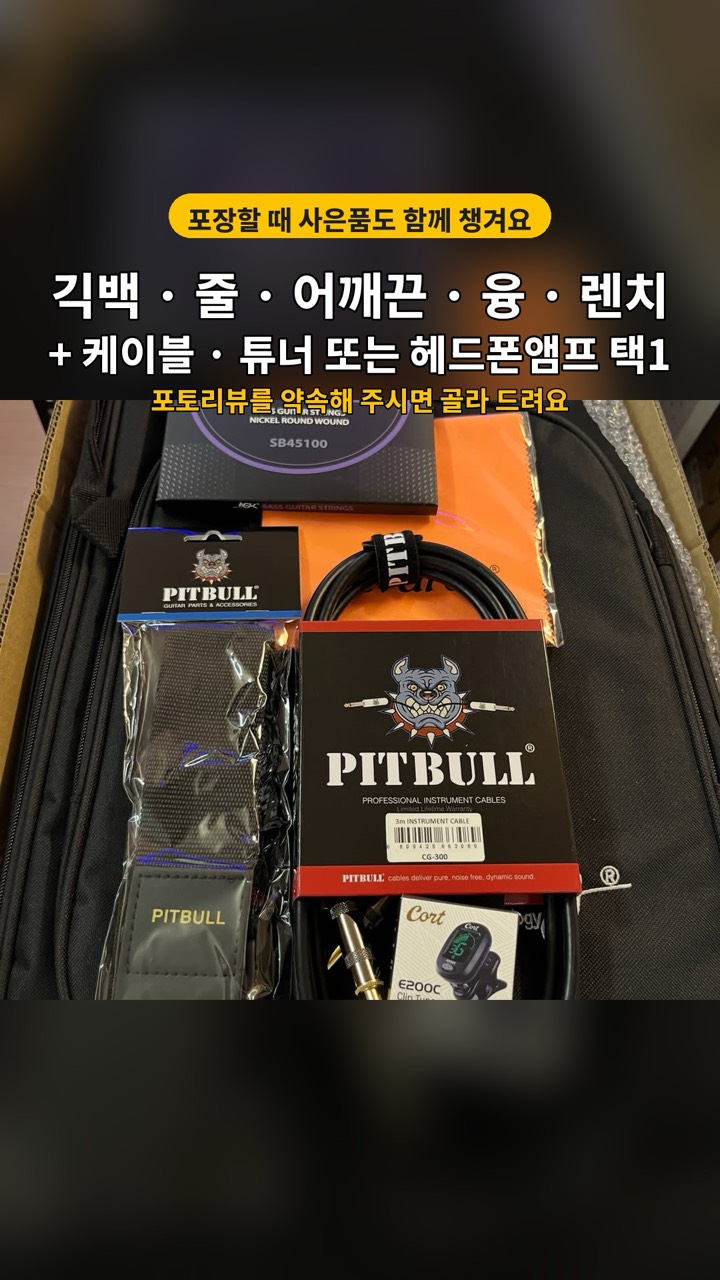 포장할 때 사은품도 함께 챙겨요
긱백 · 줄 · 어깨끈 · 융 · 렌치
+ 케이블 · 튜너 또는 헤드폰앰프 택1
포토리뷰를 약속해 주시면 골라 드려요
GUITAR STRINGS
NICKEL ROUND WOUND
SB45100
BASS GUITAR STRINGS
PITBULL
PITBULL®
GUITAR PARTS & ACCESSORIES
®
PITBULL®
PROFESSIONAL INSTRUMENT CABLES
Limited Lifetime Warranty
3m INSTRUMENT CABLE
CG-300
PITBULL cables deliver pure, noise free, dynamic sound.
®
PITBULL
Cort
Cort
E200C